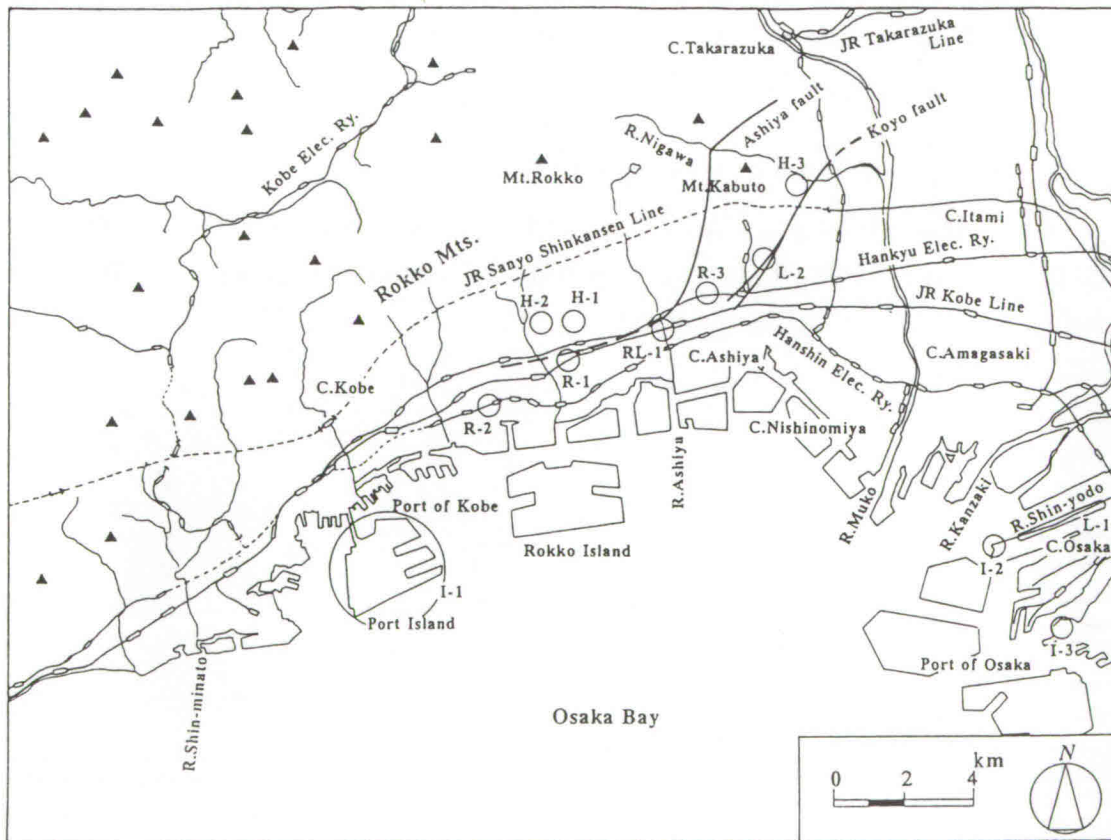 C.Takarazuka
JR Takarazuka
Line
Ashiya fault
Koyo fault
R.Nigawa
Kobe Elec. Ry.
Mt.Rokko
Mt.Kabuto
H-3
JR Sanyo Shinkansen Line
Rokko Mts.
C.Itami
Hankyu Elec. Ry.
L-2
R-3
H-2
H-1
JR Kobe Line
RL-1
C.Ashiya
R-1
Hanshin Elec. Ry.
C.Amagasaki
C.Kobe
R-2
C.Nishinomiya
R.Ashiya
R.Muko
R.Kanzaki
R.Shin-yodo
L-1
Port of Kobe
Rokko Island
C.Osaka
I-2
I-1
Port Island
I-3
Port of Osaka
R.Shin-minato
Osaka Bay
km
0 2 4
N